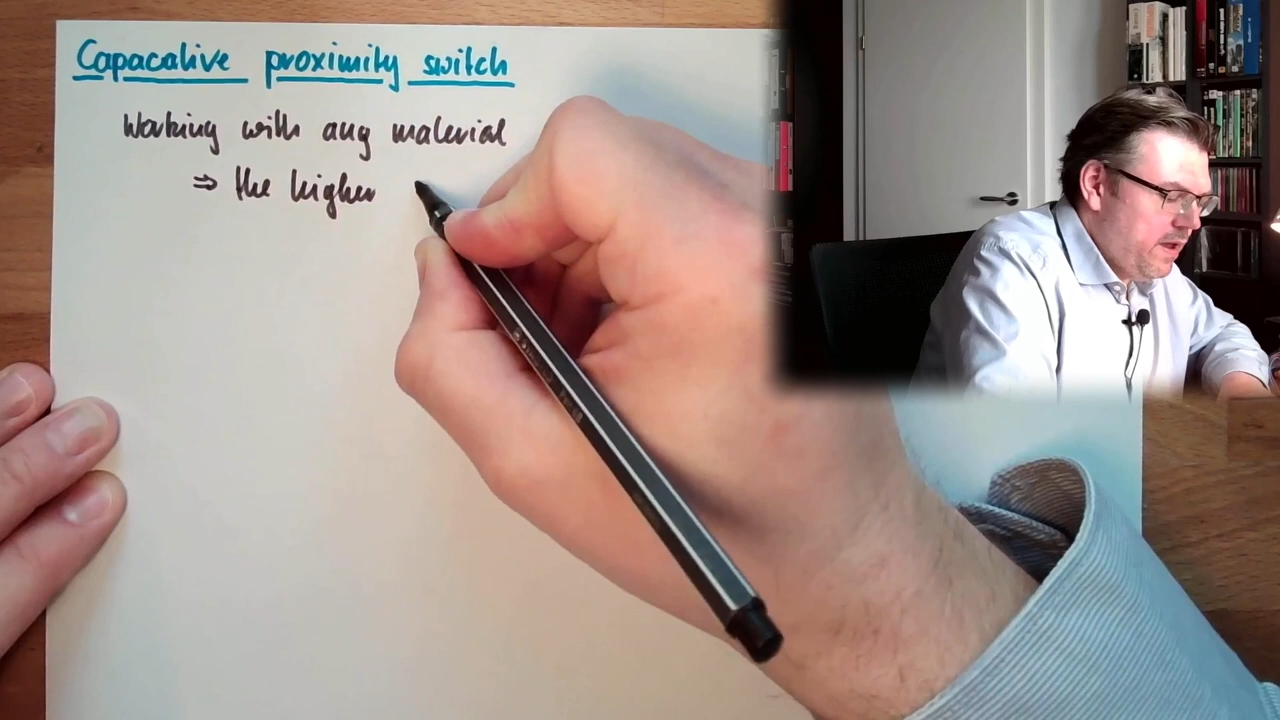 Capacative proximity switch
Working with any material
⇒ the higher